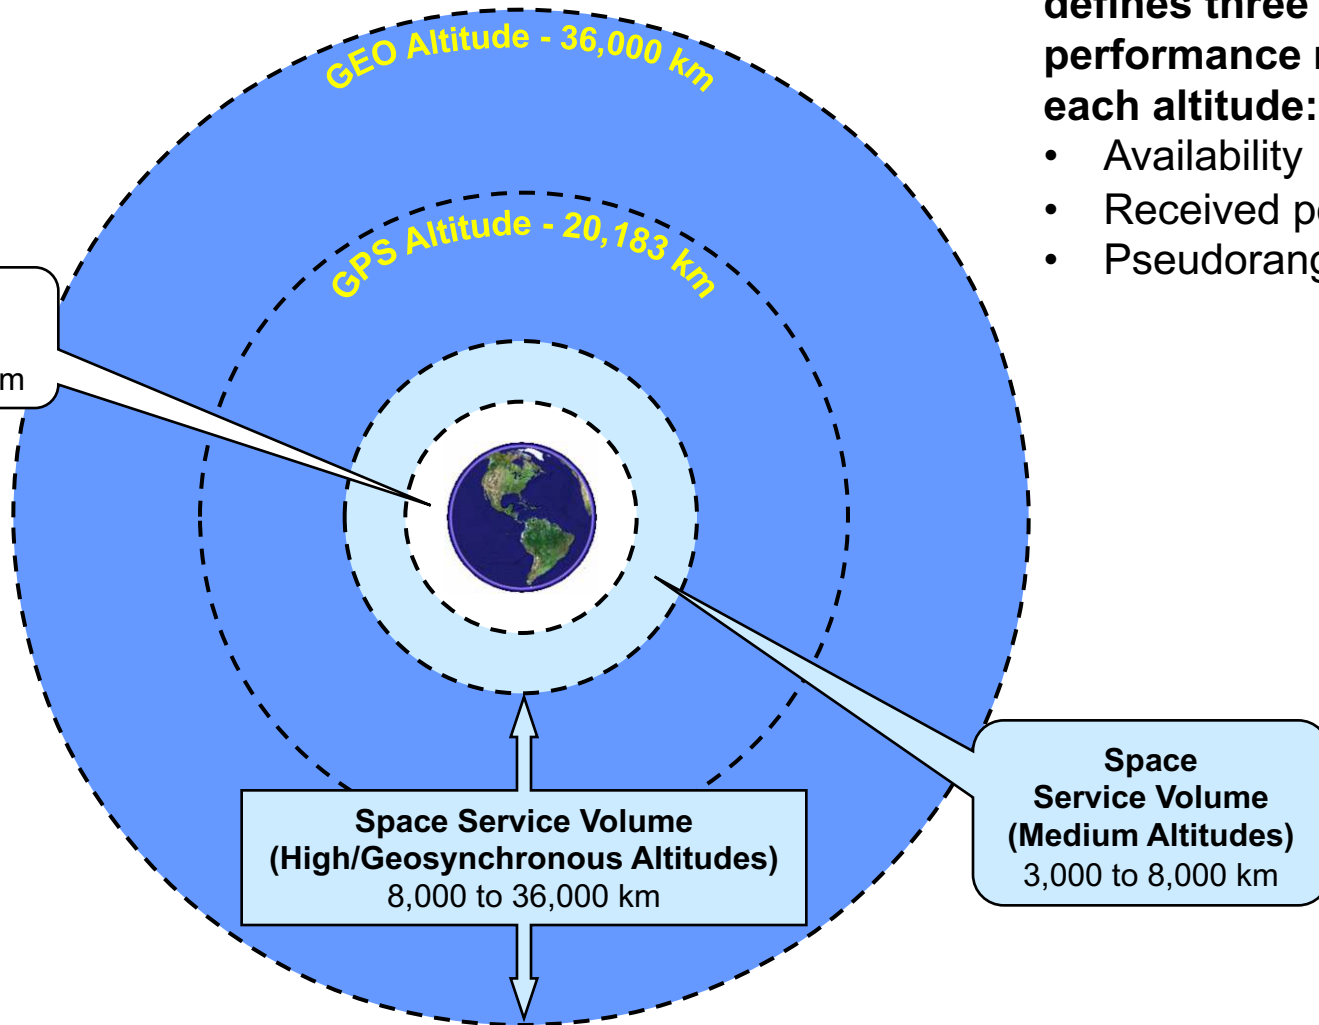 defines three
performance
each altitude:
• Availability
• Received
•
GEO Altitude - 36,000 km
GPS Altitude - 20,183 km
m
Space Service Volume
(High/Geosynchronous Altitudes)
8,000 to 36,000 km
Space
Service Volume
(Medium Altitudes)
3,000 to 8,000 km